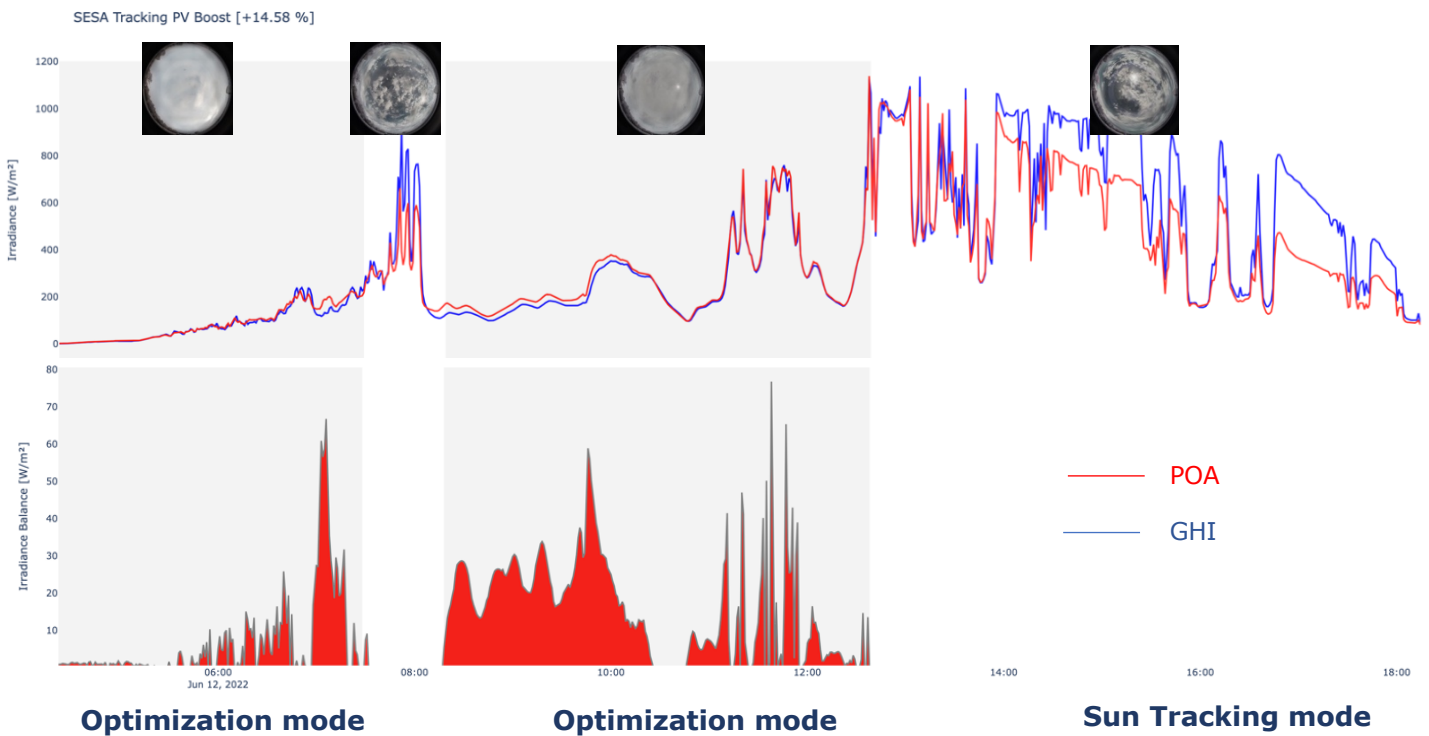 SESA Tracking PV Boost [+14.58 %]
1200
1000
800
600
400
200
0
Irradiance [W/m²]
80
70
60
50
40
30
20
10
Irradiance Balance [W/m²]
POA
GHI
06:00
08:00
10:00
12:00
14:00
16:00
18:00
Jun 12, 2022
Optimization mode
Optimization mode
Sun Tracking mode